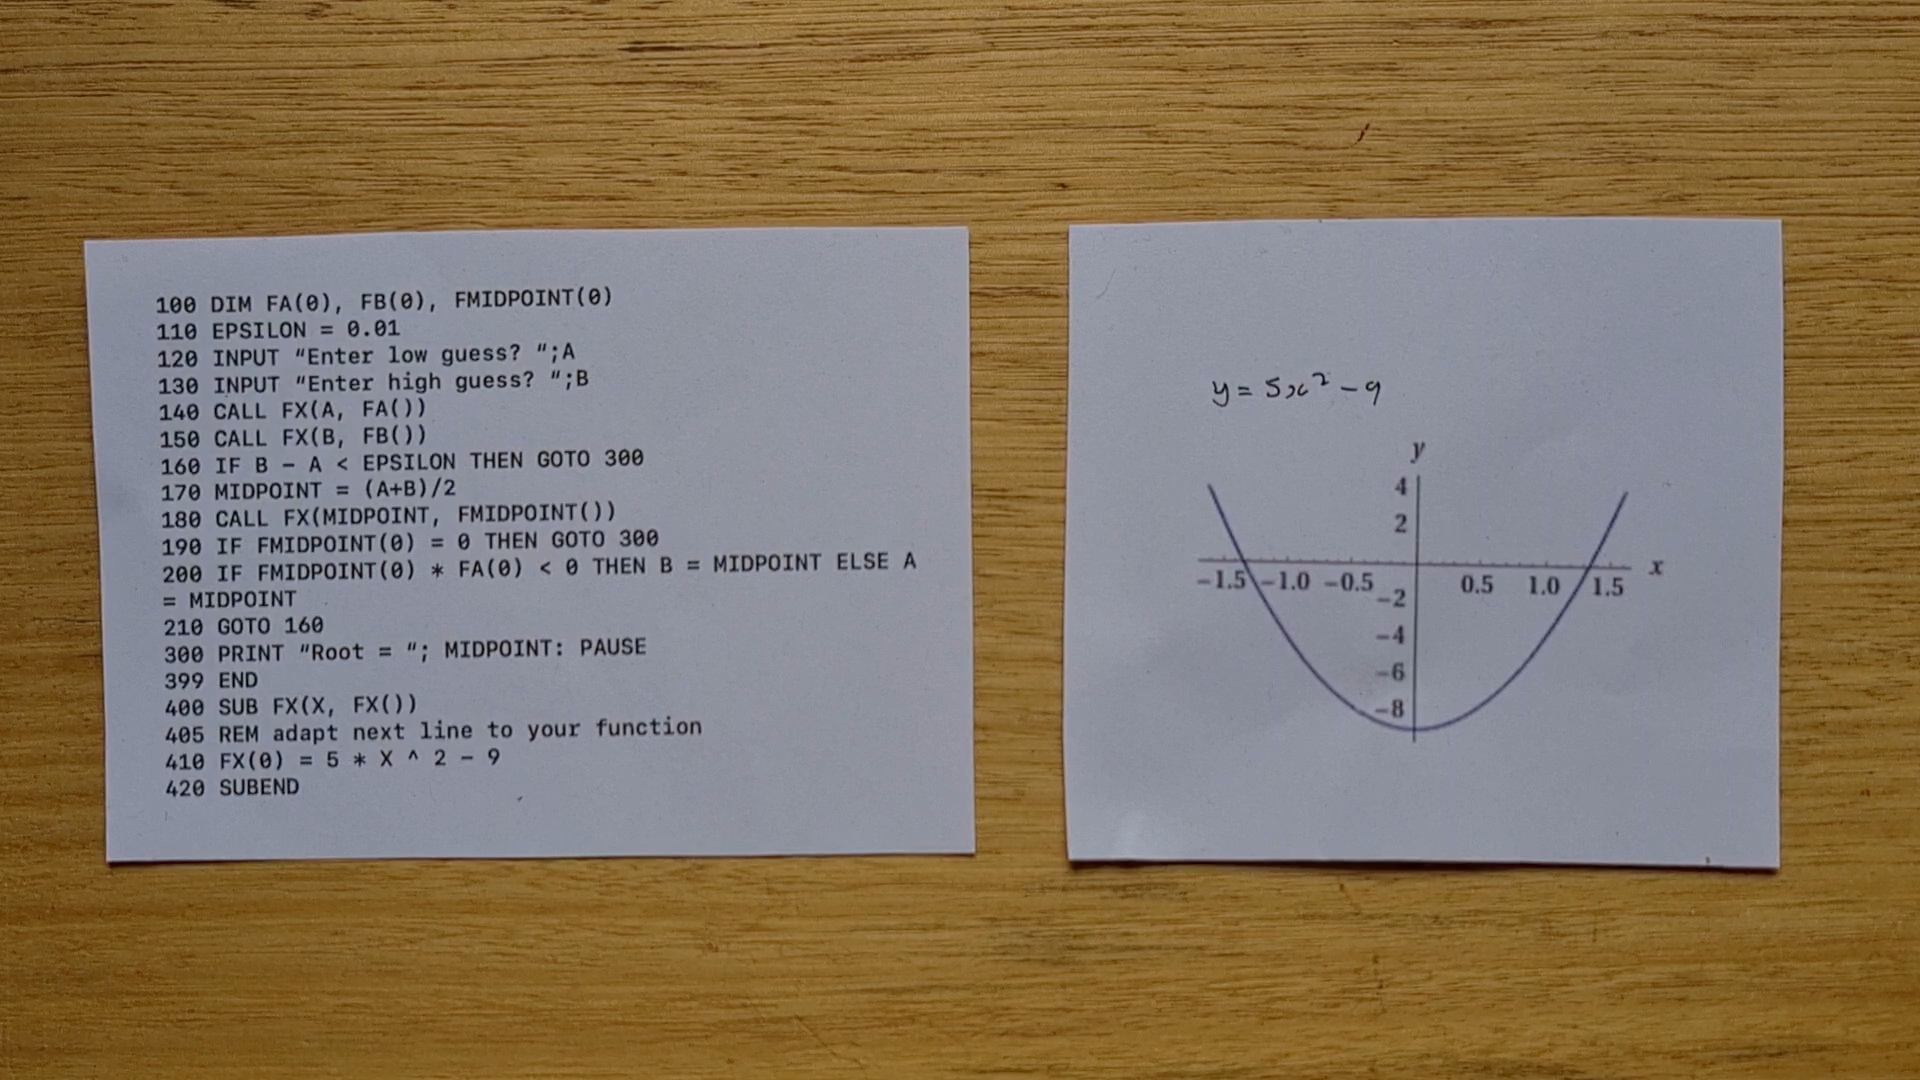 100 DIM FA(0), FB(0), FMIDPOINT(0)
110 EPSILON = 0.01
120 INPUT “Enter low guess? “;A
130 INPUT “Enter high guess? “;B
140 CALL FX(A, FA())
150 CALL FX(B, FB())
160 IF B – A < EPSILON THEN GOTO 300
170 MIDPOINT = (A+B)/2
180 CALL FX(MIDPOINT, FMIDPOINT())
190 IF FMIDPOINT(0) = 0 THEN GOTO 300
200 IF FMIDPOINT(0) * FA(0) < 0 THEN B = MIDPOINT ELSE A
= MIDPOINT
210 GOTO 160
300 PRINT “Root = “; MIDPOINT: PAUSE
399 END
400 SUB FX(X, FX())
405 REM adapt next line to your function
410 FX(0) = 5 * X ^ 2 – 9
420 SUBEND
y = 5x² – 9
y
4
2
–1.5 –1.0 –0.5 0.5 1.0 1.5 x
–2
–4
–6
–8